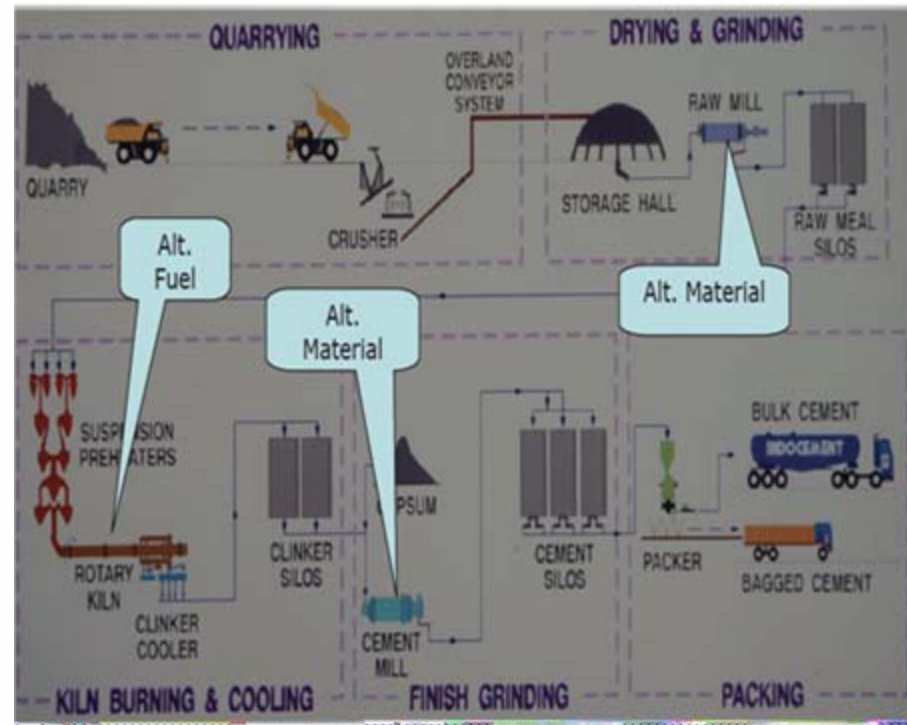 QUARRYING
DRYING & GRINDING
OVERLAND
CONVEYOR
SYSTEM
RAW MILL
QUARRY
STORAGE HALL
CRUSHER
RAW MEAL
SILOS
Alt.
Fuel
Alt.
Material
Alt. Material
SUSPENSION
PREHEATERS
GYPSUM
BULK CEMENT
INDOCEMENT
ROTARY
KILN
CLINKER
SILOS
CEMENT
SILOS
PACKER
BAGGED CEMENT
CLINKER
COOLER
CEMENT
MILL
KILN BURNING & COOLING
FINISH GRINDING
PACKING